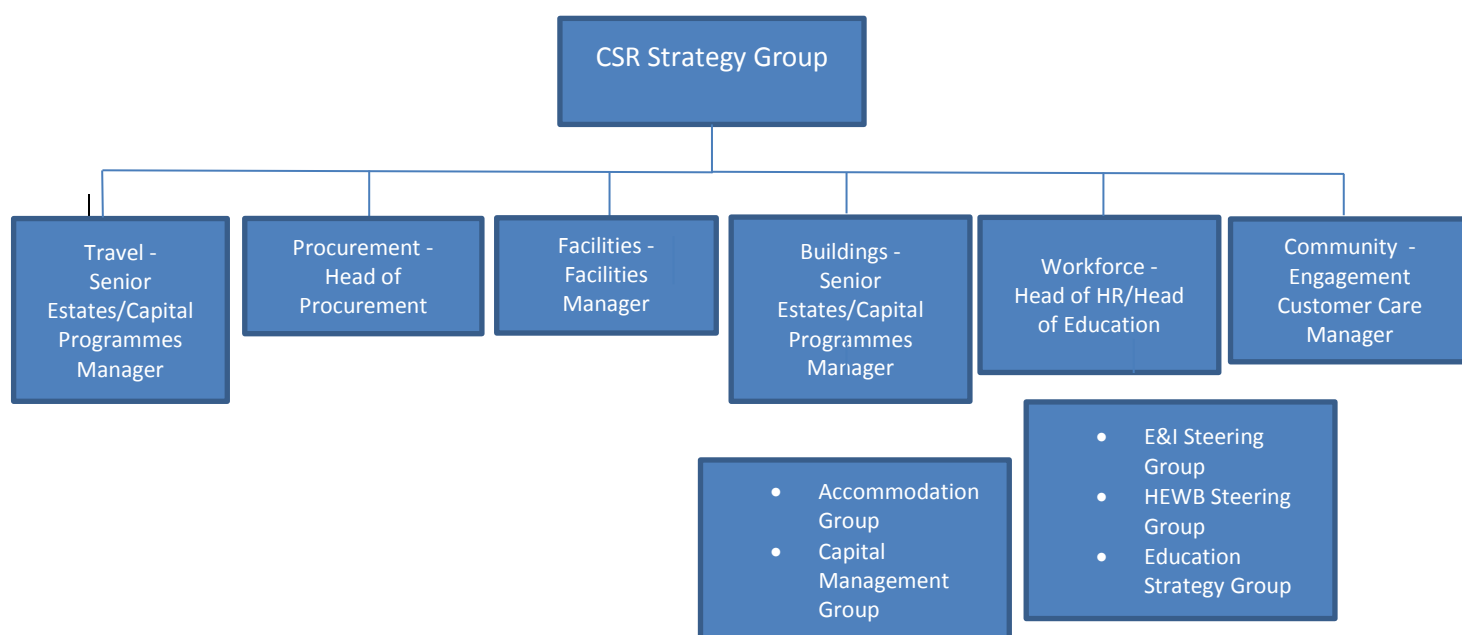 CSR Strategy Group
Travel -
Senior
Estates/Capital
Programmes
Manager
Procurement -
Head of
Procurement
Facilities -
Facilities
Manager
Buildings -
Senior
Estates/Capital
Programmes
Manager
Workforce -
Head of HR/Head
of Education
Community -
Engagement
Customer Care
Manager
• Accommodation
Group
• Capital
Management
Group
• E&I Steering
Group
• HEWB Steering
Group
• Education
Strategy Group